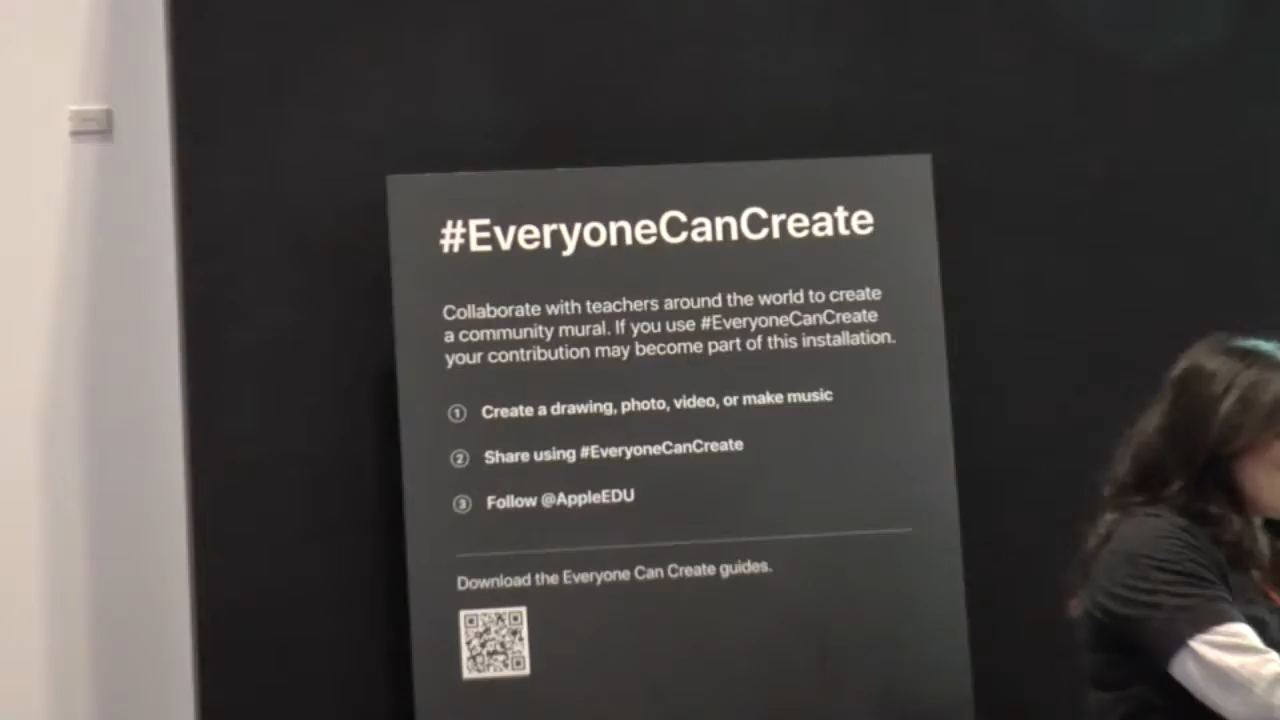 #EveryoneCanCreate
Collaborate with teachers around the world to create
a community mural. If you use #EveryoneCanCreate
your contribution may become part of this installation.
1 Create a drawing, photo, video, or make music
2 Share using #EveryoneCanCreate
3 Follow @AppleEDU
Download the Everyone Can Create guides.